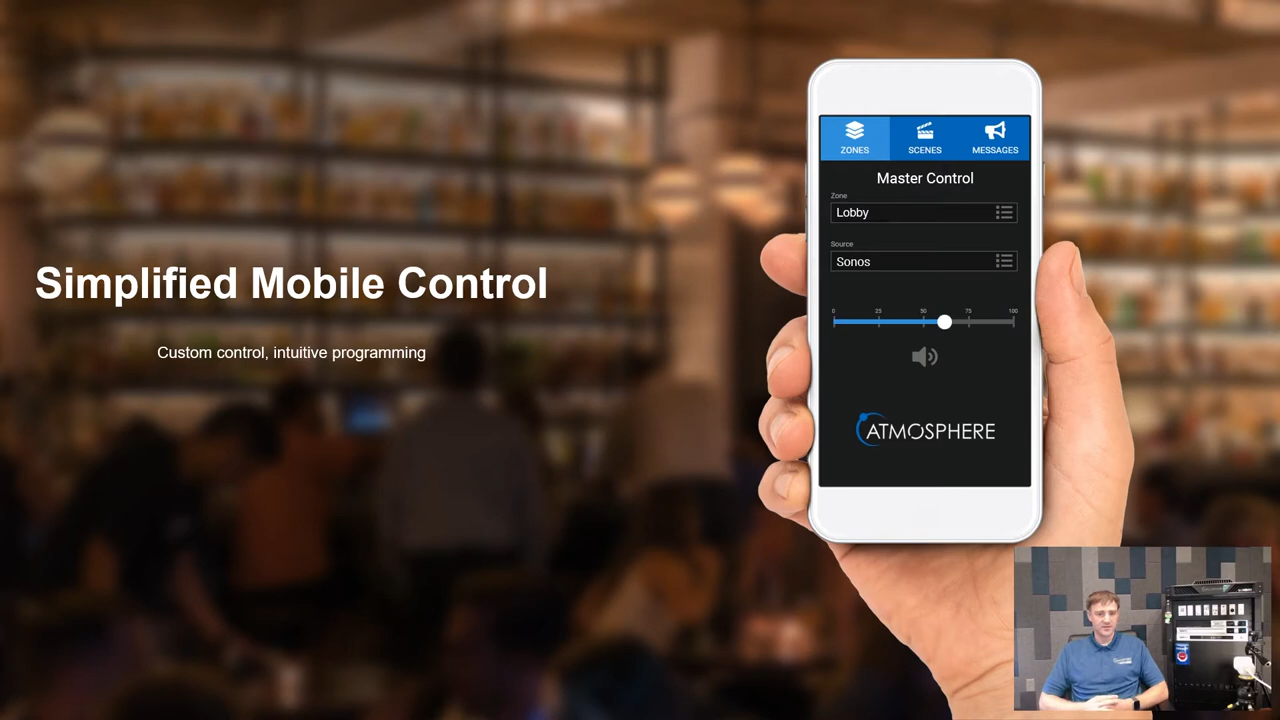 Simplified Mobile Control
Custom control, intuitive programming
ZONES
SCENES
MESSAGES
Master Control
Zone
Lobby
Source
Sonos
0 25 50 75 100
ATMOSPHERE